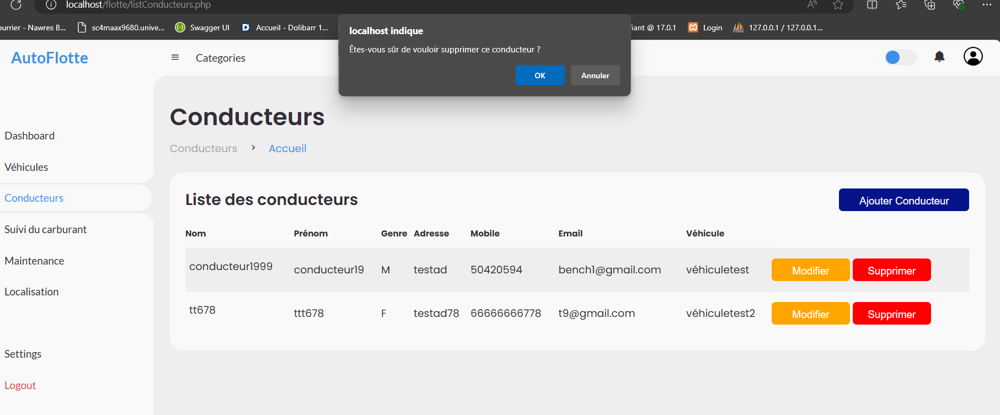 localhost/flotte/listConducteurs.php
ourrier - Nawres B...
sc4maax9680.unive...
Swagger UI
Accueil - Dolibarr 1...
fiant @ 17.0.1
Login
127.0.0.1 / 127.0.0.1...
localhost indique
Êtes-vous sûr de vouloir supprimer ce conducteur ?
OK
Annuler
AutoFlotte
Categories
Dashboard
Véhicules
Conducteurs
Suivi du carburant
Maintenance
Localisation
Settings
Logout
Conducteurs
Conducteurs > Accueil
Liste des conducteurs
Ajouter Conducteur
Nom Prénom Genre Adresse Mobile Email Véhicule
conducteur1999 conducteur19 M testad 50420594 bench1@gmail.com véhiculetest Modifier Supprimer
tt678 ttt678 F testad78 66666666778 t9@gmail.com véhiculetest2 Modifier Supprimer